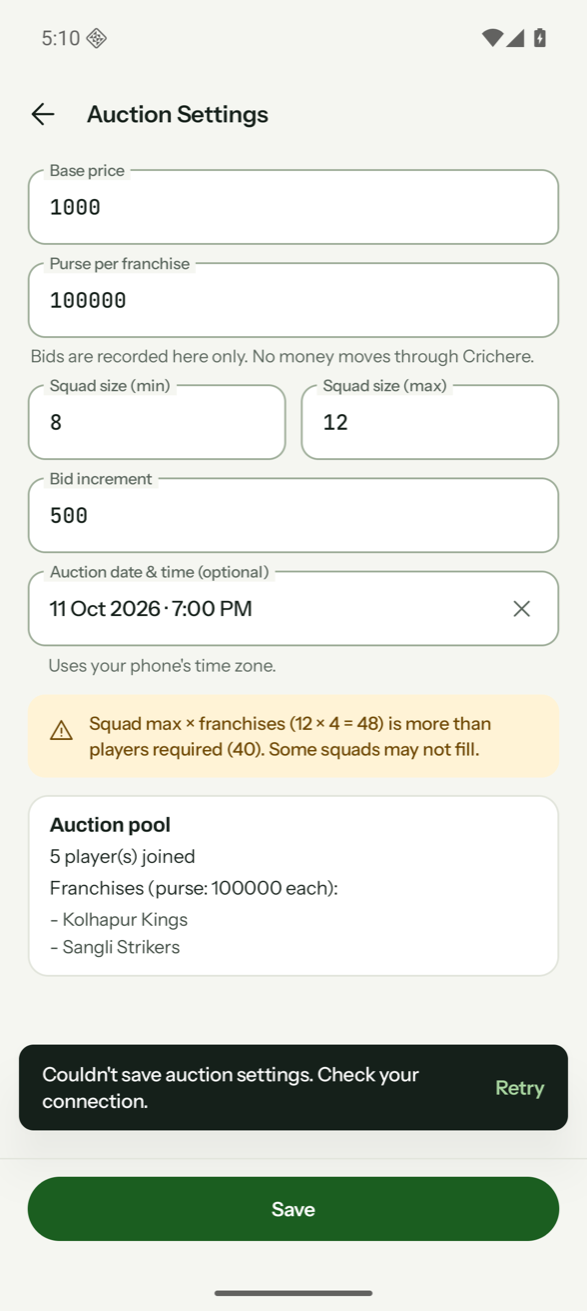 5:10
Auction Settings
Base price
1000
Purse per franchise
100000
Bids are recorded here only. No money moves through Crichere.
Squad size (min)
8
Squad size (max)
12
Bid increment
500
Auction date & time (optional)
11 Oct 2026 · 7:00 PM
Uses your phone's time zone.
Squad max × franchises (12 × 4 = 48) is more than
players required (40). Some squads may not fill.
Auction pool
5 player(s) joined
Franchises (purse: 100000 each):
- Kolhapur Kings
- Sangli Strikers
Couldn't save auction settings. Check your
connection.
Retry
Save